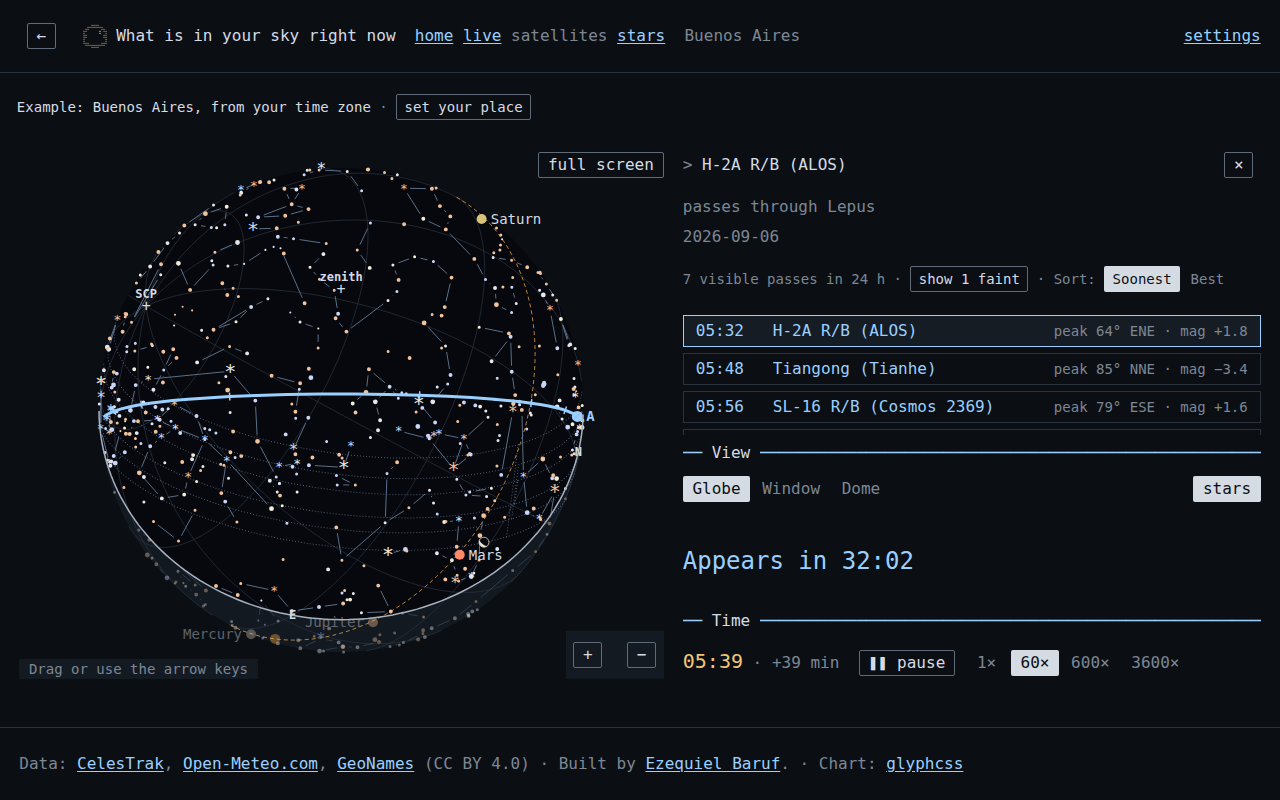 ← What is in your sky right now home live satellites stars Buenos Aires settings
Example: Buenos Aires, from your time zone · set your place
full screen
Saturn
zenith
SCP
A
N
Mars
E
Jupiter
Mercury
Drag or use the arrow keys
+ −
> H-2A R/B (ALOS) ×
passes through Lepus
2026-09-06
7 visible passes in 24 h · show 1 faint · Sort: Soonest Best
05:32 H-2A R/B (ALOS) peak 64° ENE · mag +1.8
05:48 Tiangong (Tianhe) peak 85° NNE · mag −3.4
05:56 SL-16 R/B (Cosmos 2369) peak 79° ESE · mag +1.6
View
Globe Window Dome stars
Appears in 32:02
Time
05:39 · +39 min ❚❚ pause 1× 60× 600× 3600×
Data: CelesTrak, Open-Meteo.com, GeoNames (CC BY 4.0) · Built by Ezequiel Baruf. · Chart: glyphcss